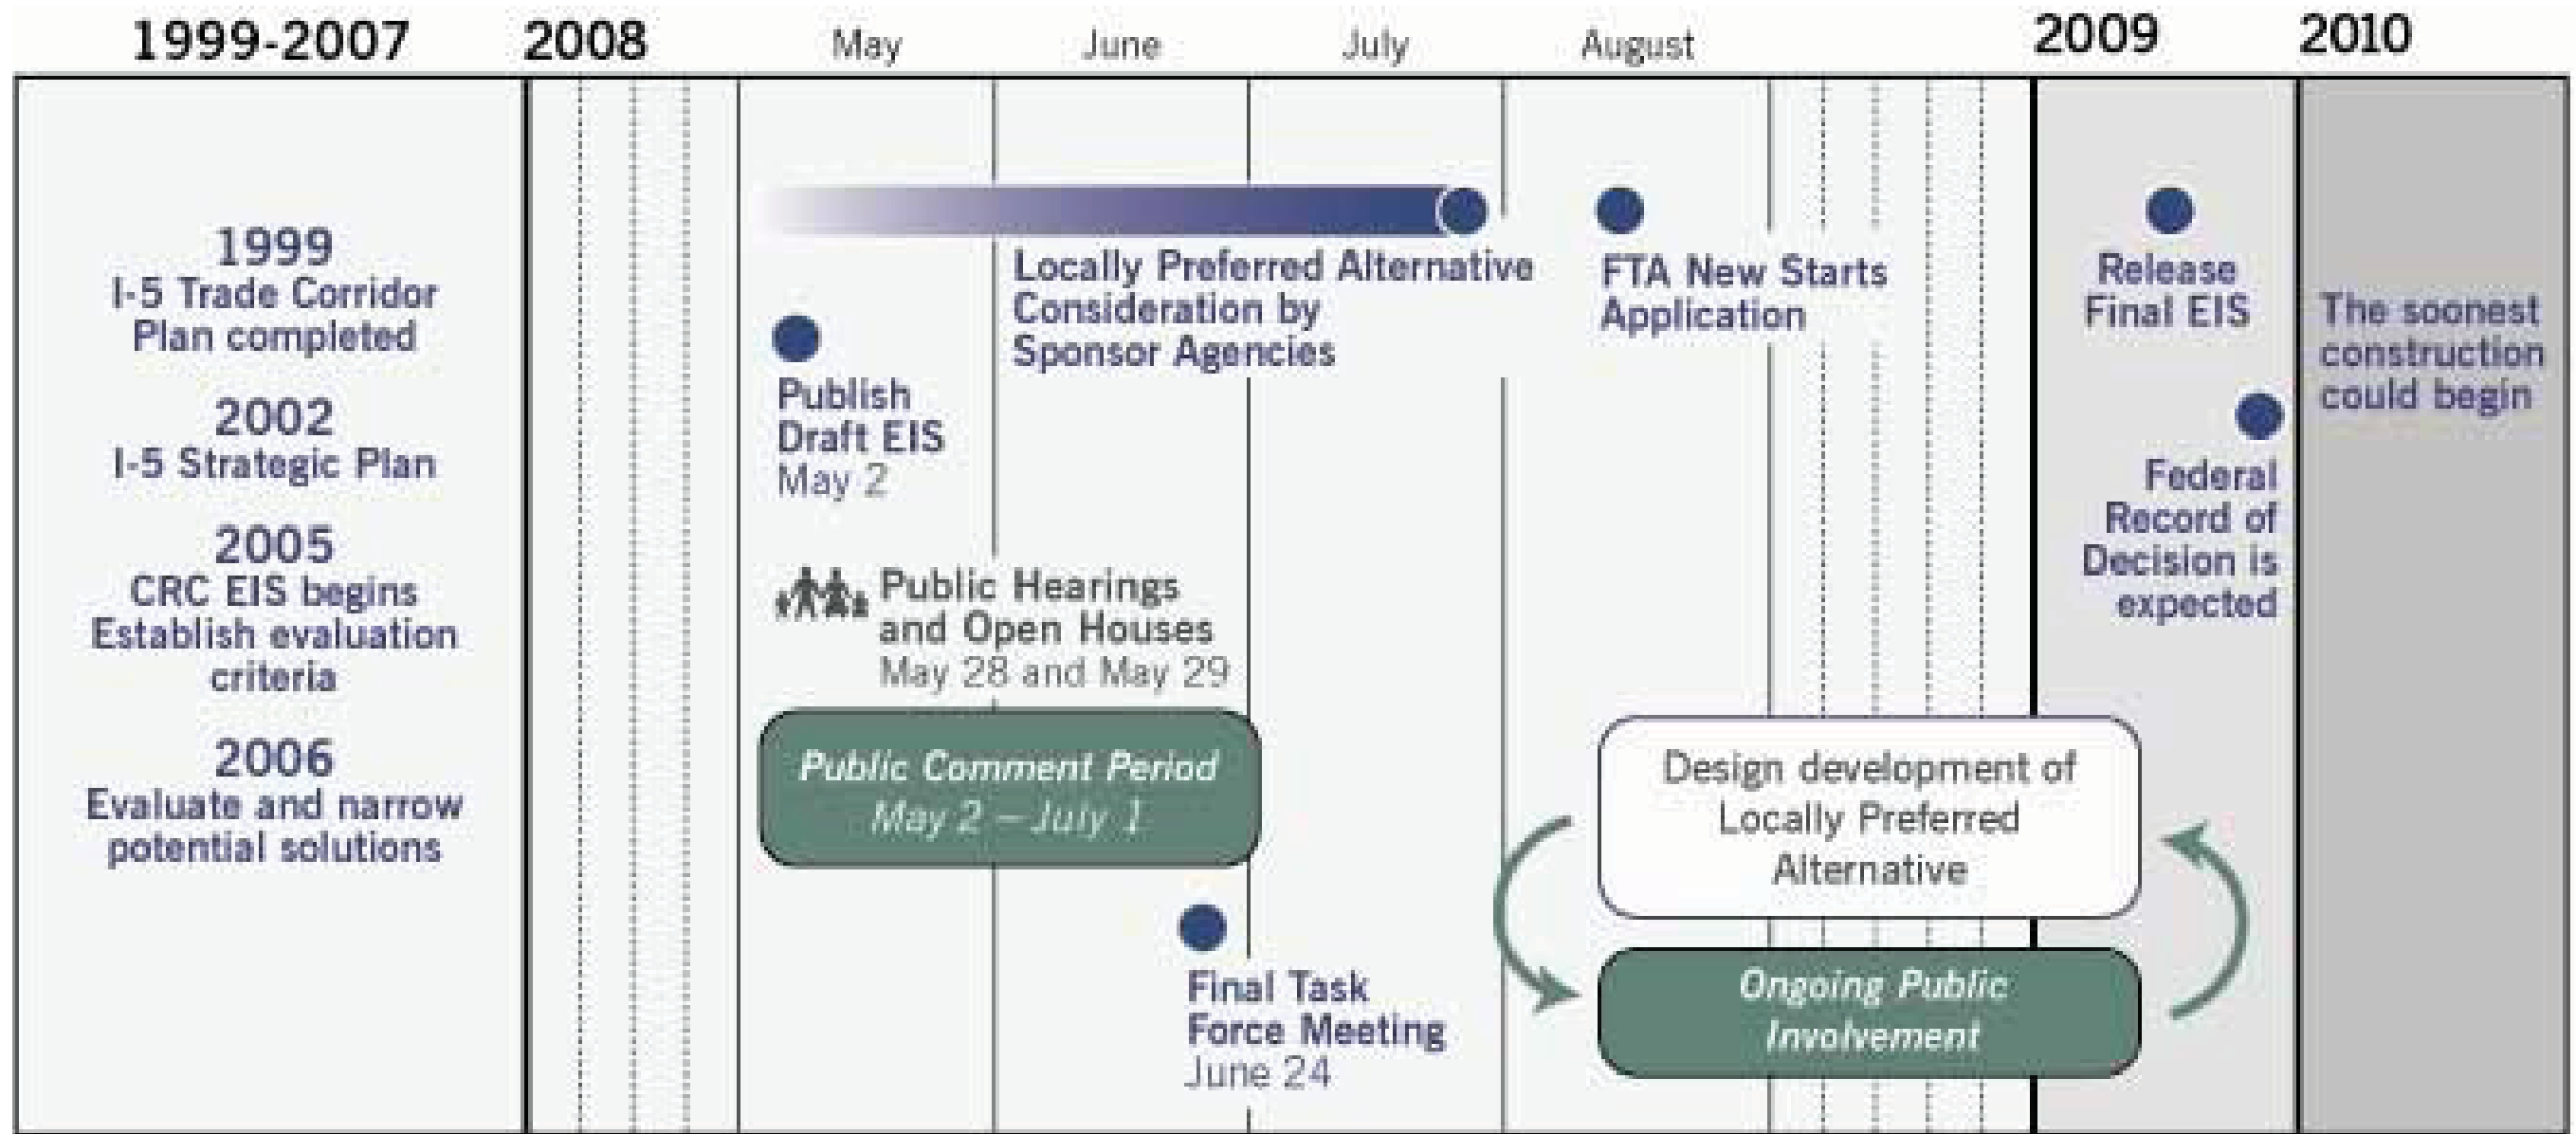 1999-2007
2008
May
June
July
August
2009
2010
1999
I-5 Trade Corridor
Plan completed
2002
I-5 Strategic Plan
2005
CRC EIS begins
Establish evaluation
criteria
2006
Evaluate and narrow
potential solutions
Locally Preferred Alternative
Consideration by
Sponsor Agencies
Publish
Draft EIS
May 2
Public Hearings
and Open Houses
May 28 and May 29
Public Comment Period
May 2 – July 1
Final Task
Force Meeting
June 24
FTA New Starts
Application
Design development of
Locally Preferred
Alternative
Ongoing Public
Involvement
Release
Final EIS
Federal
Record of
Decision is
expected
The soonest
construction
could begin